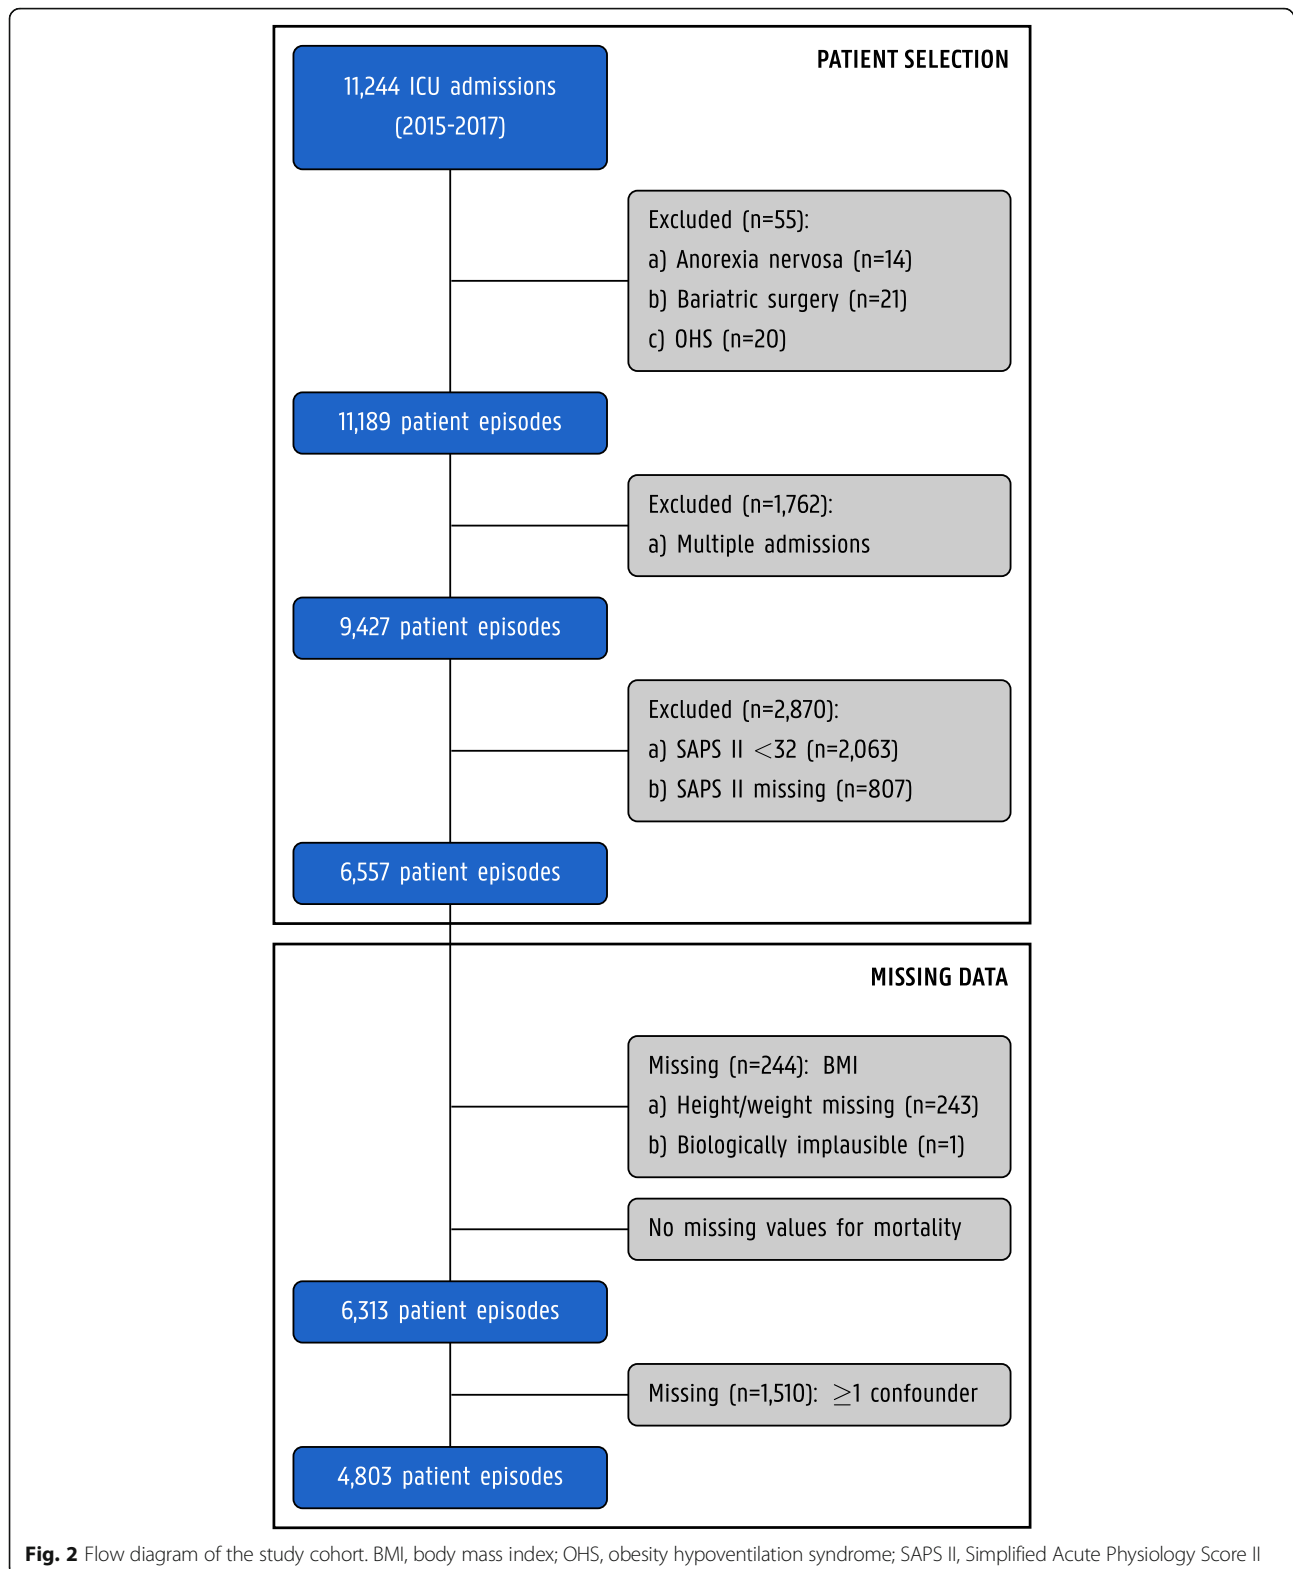 PATIENT SELECTION
11,244 ICU admissions
(2015-2017)
Excluded (n=55):
a) Anorexia nervosa (n=14)
b) Bariatric surgery (n=21)
c) OHS (n=20)
11,189 patient episodes
Excluded (n=1,762):
a) Multiple admissions
9,427 patient episodes
Excluded (n=2,870):
a) SAPS II <32 (n=2,063)
b) SAPS II missing (n=807)
6,557 patient episodes
MISSING DATA
Missing (n=244): BMI
a) Height/weight missing (n=243)
b) Biologically implausible (n=1)
No missing values for mortality
6,313 patient episodes
Missing (n=1,510): ≥1 confounder
4,803 patient episodes
Fig. 2 Flow diagram of the study cohort. BMI, body mass index; OHS, obesity hypoventilation syndrome; SAPS II, Simplified Acute Physiology Score II